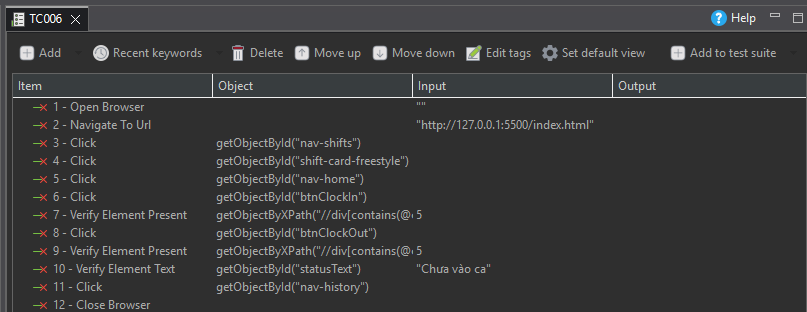 TC006 Help
Add Recent keywords Delete Move up Move down Edit tags Set default view Add to test suite
Item Object Input Output
1 - Open Browser ""
2 - Navigate To Url "http://127.0.0.1:5500/index.html"
3 - Click getObjectById("nav-shifts")
4 - Click getObjectById("shift-card-freestyle")
5 - Click getObjectById("nav-home")
6 - Click getObjectById("btnClockIn")
7 - Verify Element Present getObjectByXPath("//div[contains(@ 5
8 - Click getObjectById("btnClockOut")
9 - Verify Element Present getObjectByXPath("//div[contains(@ 5
10 - Verify Element Text getObjectById("statusText") "Chưa vào ca"
11 - Click getObjectById("nav-history")
12 - Close Browser